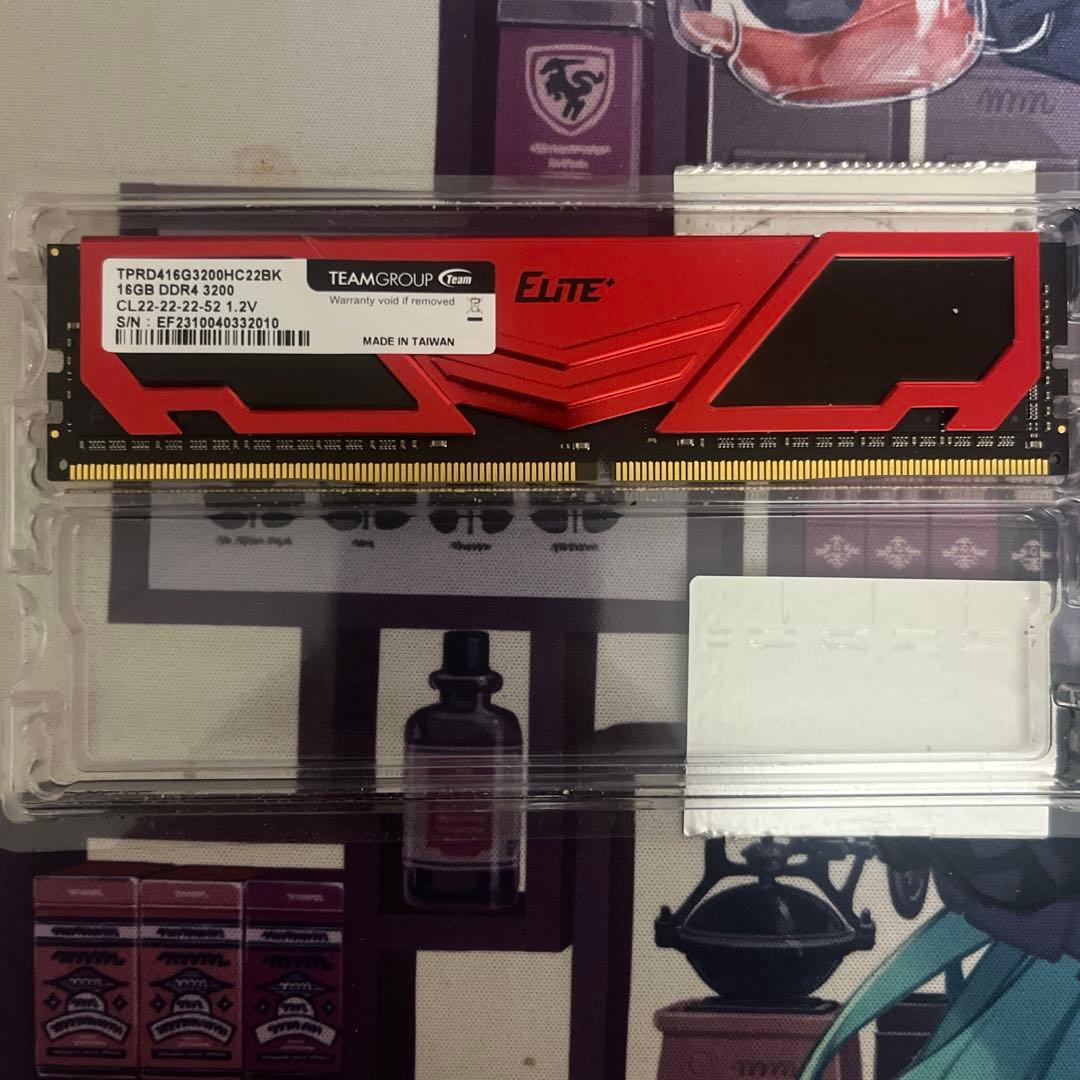 TPRD416G3200HC22BK
16GB DDR4 3200
CL22-22-22-52 1.2V
S/N : EF2310040332010
TEAMGROUP Team
Warranty void if removed
MADE IN TAIWAN
ELITE+